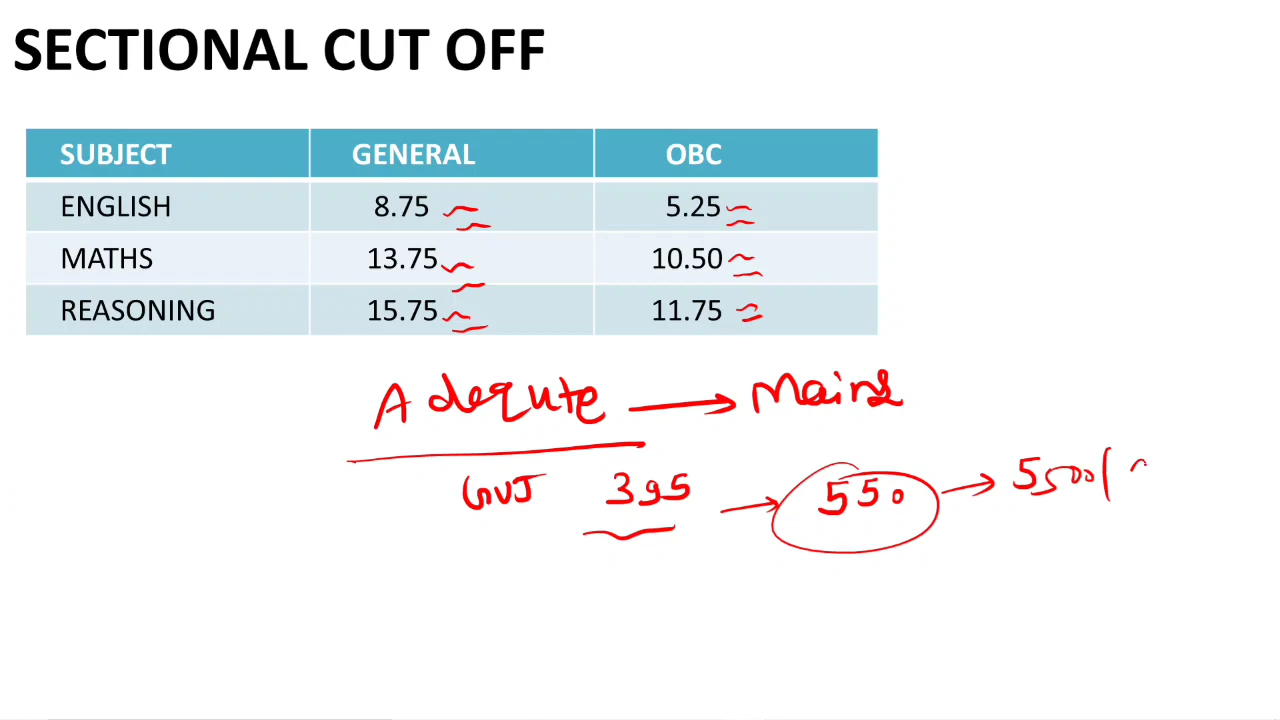 SECTIONAL CUT OFF
SUBJECT GENERAL OBC
ENGLISH 8.75 5.25
MATHS 13.75 10.50
REASONING 15.75 11.75
Adequte → Mains
GUJ 395 → 550 → 5500(